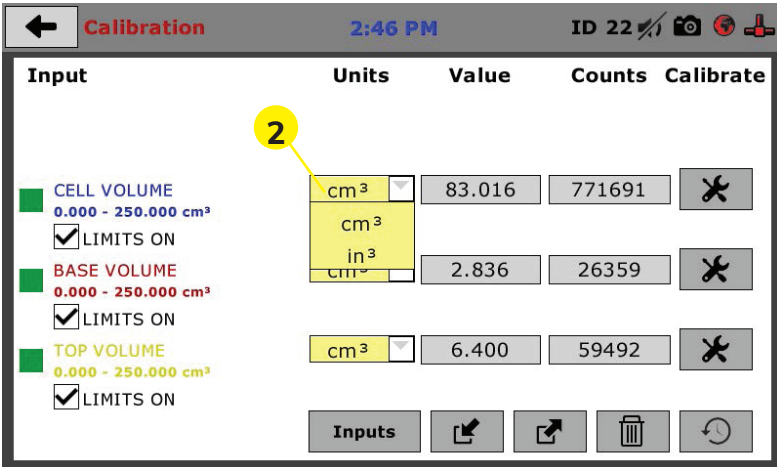 Calibration 2:46 PM ID 22
Input Units Value Counts Calibrate
2
CELL VOLUME cm³ 83.016 771691
0.000 - 250.000 cm³
cm³
LIMITS ON
in³
BASE VOLUME cm³ 2.836 26359
0.000 - 250.000 cm³
LIMITS ON
TOP VOLUME cm³ 6.400 59492
0.000 - 250.000 cm³
LIMITS ON
Inputs